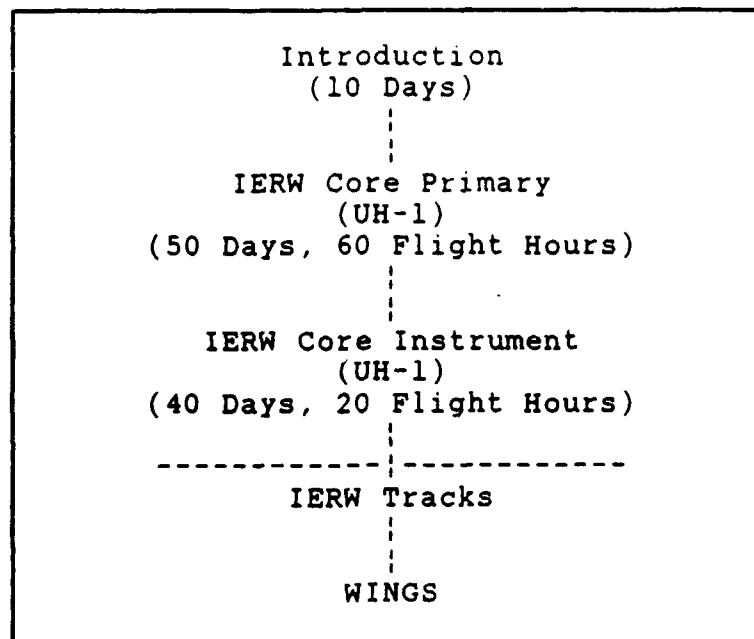 Introduction
(10 Days)
IERW Core Primary
(UH-1)
(50 Days, 60 Flight Hours)
IERW Core Instrument
(UH-1)
(40 Days, 20 Flight Hours)
IERW Tracks
WINGS